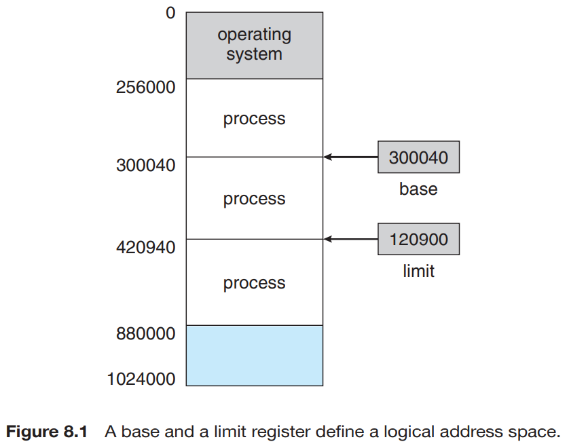 0
operating
system
256000
process
300040
300040
base
process
420940
120900
limit
process
880000
1024000
Figure 8.1 A base and a limit register define a logical address space.